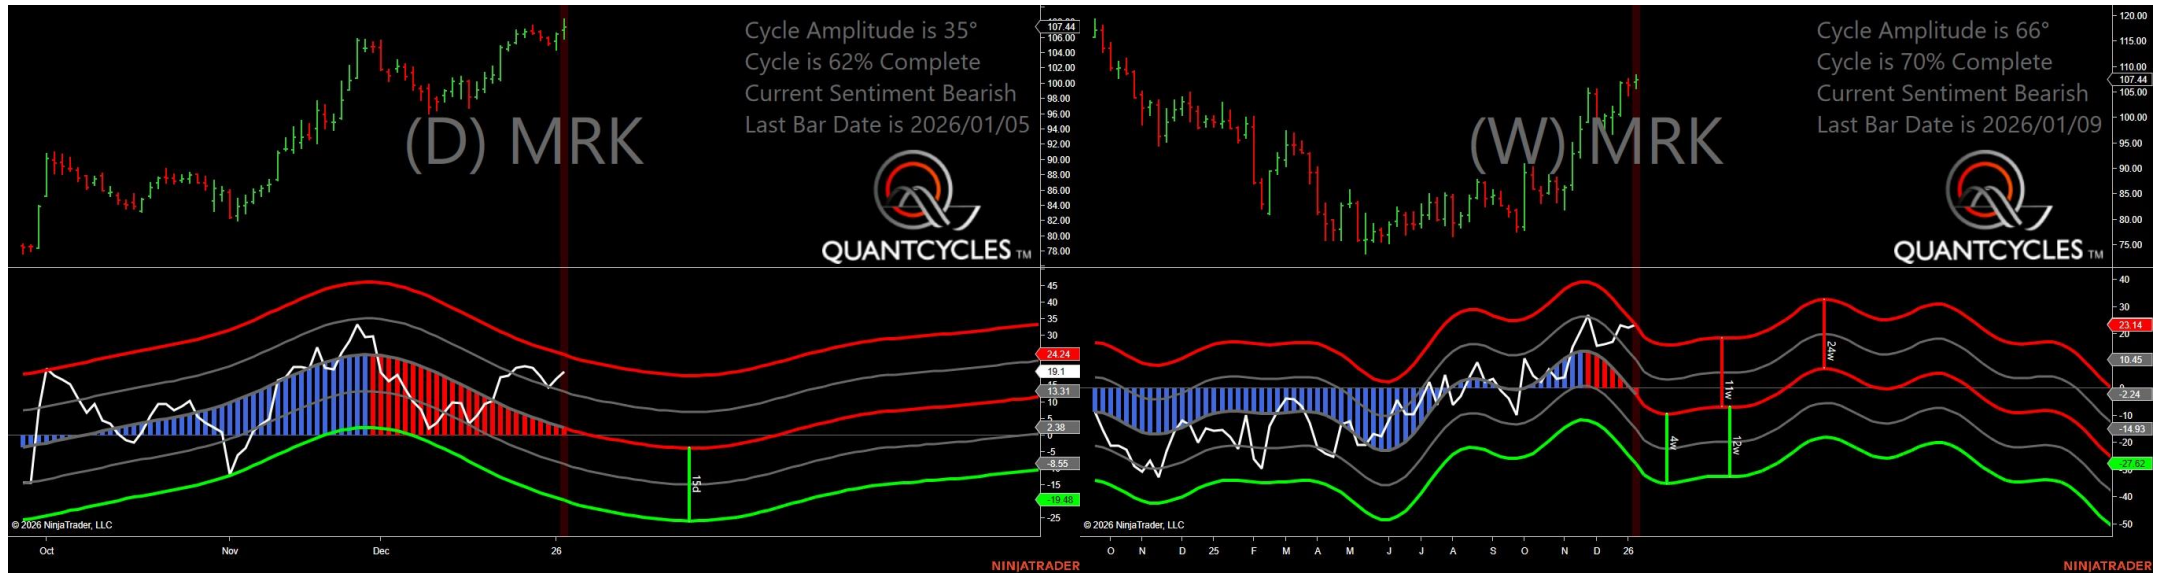 Cycle Amplitude is 35°
Cycle is 62% Complete
Current Sentiment Bearish
Last Bar Date is 2026/01/05
(D) MRK
QUANTCYCLES TM
107.44
106.00
104.00
102.00
100.00
98.00
96.00
94.00
92.00
90.00
88.00
86.00
84.00
82.00
80.00
78.00
45
40
35
30
24.24
19.1
13.31
10
5
2.38
0
-5
-8.55
-15
-19.48
-25
15d
© 2026 NinjaTrader, LLC
Oct
Nov
Dec
26
NINJATRADER
Cycle Amplitude is 66°
Cycle is 70% Complete
Current Sentiment Bearish
Last Bar Date is 2026/01/09
(W) MRK
QUANTCYCLES TM
120.00
110.00
107.44
105.00
100.00
95.00
90.00
85.00
80.00
75.00
40
30
23.14
20
10.45
-2.24
-10
-14.93
-20
-27.62
-40
-50
4w
11w
12w
24w
© 2026 NinjaTrader, LLC
O
N
D
25
F
M
A
M
J
J
A
S
O
N
D
26
NINJATRADER